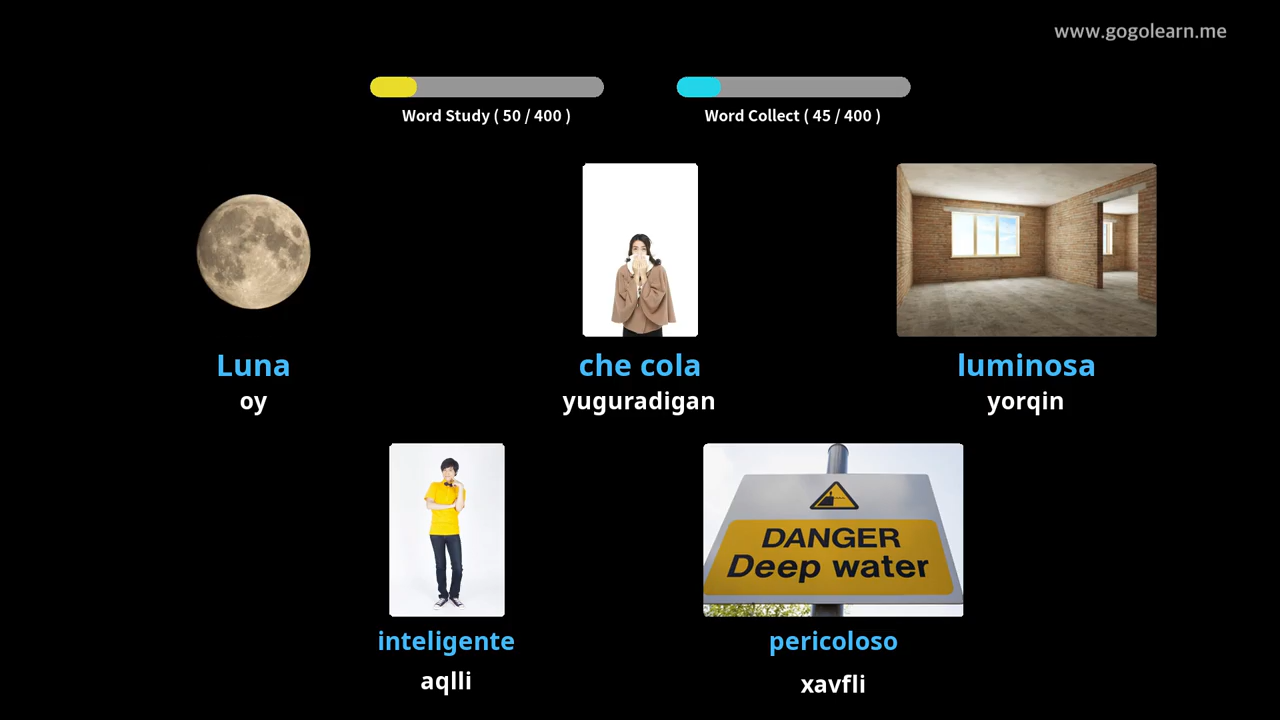 www.gogolearn.me
Word Study ( 50 / 400 )
Word Collect ( 45 / 400 )
Luna
oy
che cola
yuguradigan
luminosa
yorqin
DANGER
Deep water
inteligente
aqlli
pericoloso
xavfli